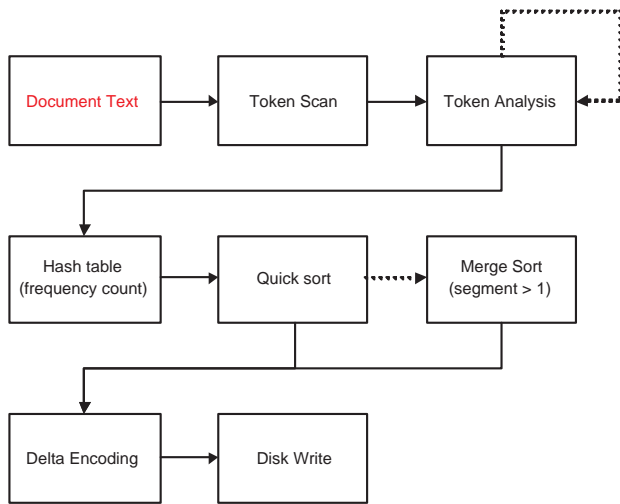 Document Text
Token Scan
Token Analysis
Hash table
(frequency count)
Quick sort
Merge Sort
(segment > 1)
Delta Encoding
Disk Write